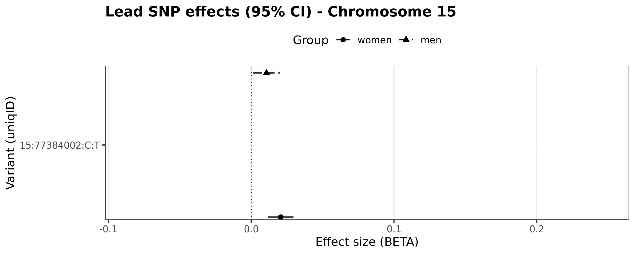 Lead SNP effects (95% CI) - Chromosome 15
Group women men
Variant (uniqID)
15:77384002:C:T
-0.1 0.0 0.1 0.2
Effect size (BETA)